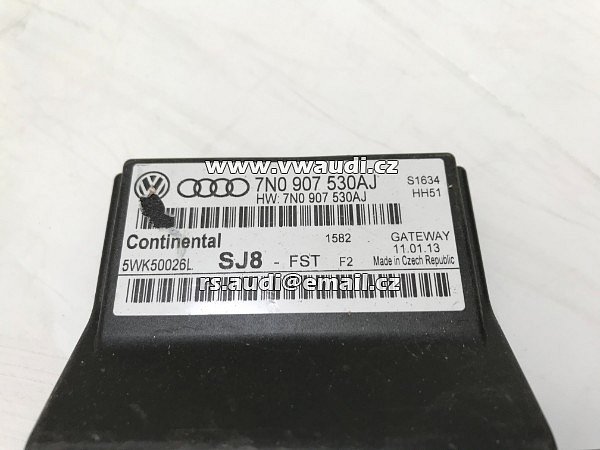 www.vwaudi.cz
7N0 907 530AJ S1634
HW: 7N0 907 530AJ HH51
Continental 1582 GATEWAY
11.01.13
5WK50026L SJ8 - FST F2 Made in Czech Republic
rs.audi@email.cz